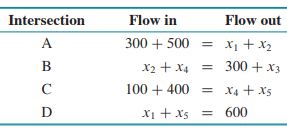 Intersection Flow in Flow out
A 300 + 500 = x₁ + x₂
B x₂ + x₄ = 300 + x₃
C 100 + 400 = x₄ + x₅
D x₁ + x₅ = 600